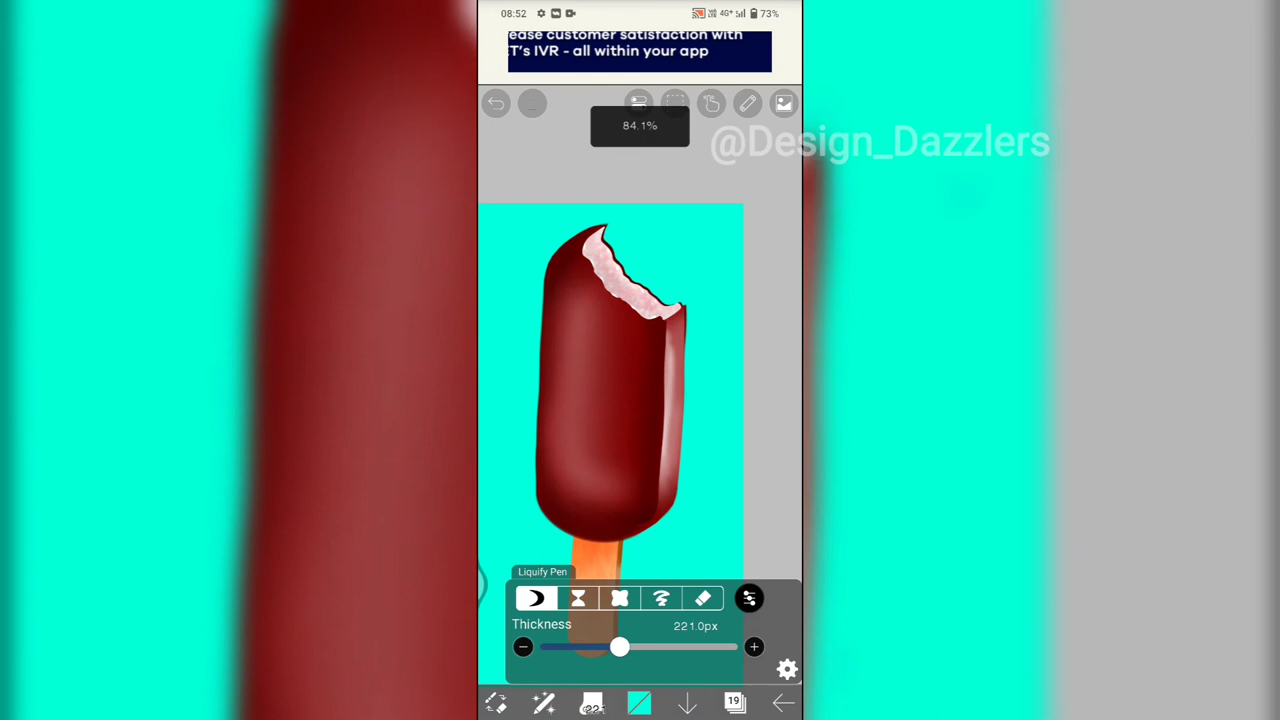 08:52
4G+
73%
ease customer satisfaction with
T's IVR - all within your app
84.1%
@Design_Dazzlers
Liquify Pen
Thickness
221.0px
19